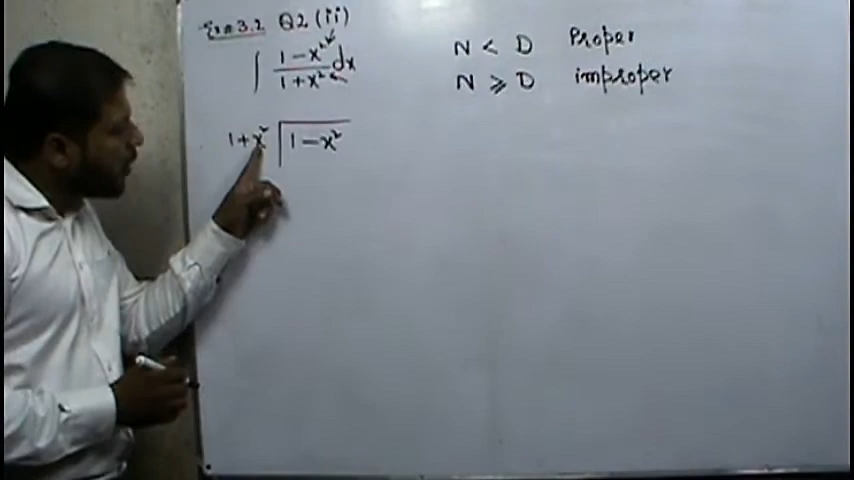 Ex # 3.2 Q2 (ii)
∫ (1-x²)/(1+x²) dx
N < D Proper
N ⩾ D improper
1+x² | 1-x²